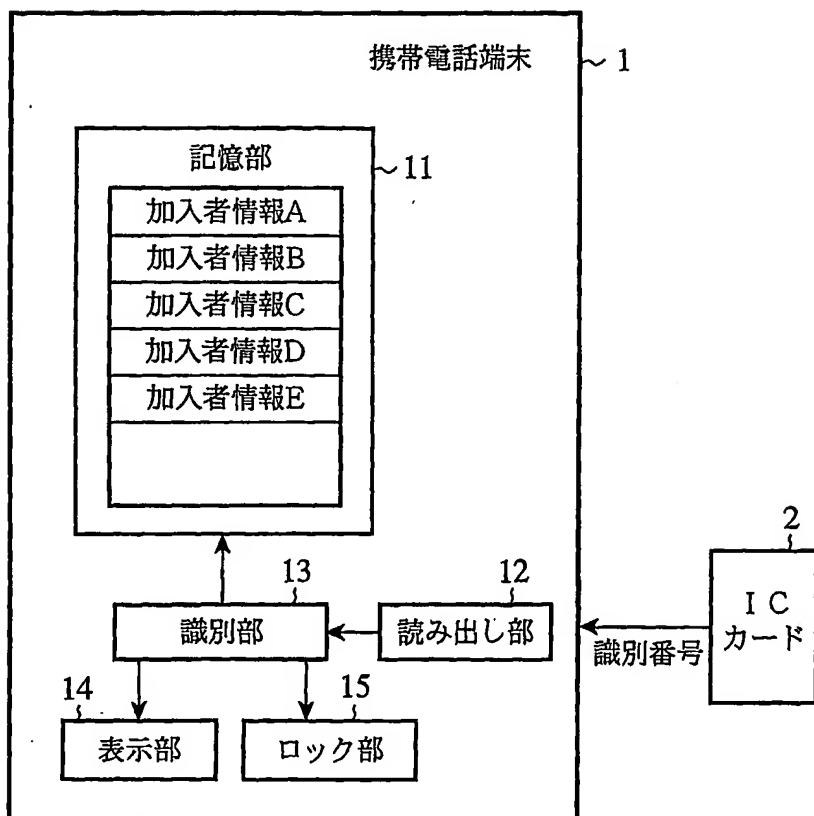 携帯電話端末
1
記憶部
11
加入者情報A
加入者情報B
加入者情報C
加入者情報D
加入者情報E
2
IC
カード
識別番号
13
12
識別部
読み出し部
14
15
表示部
ロック部